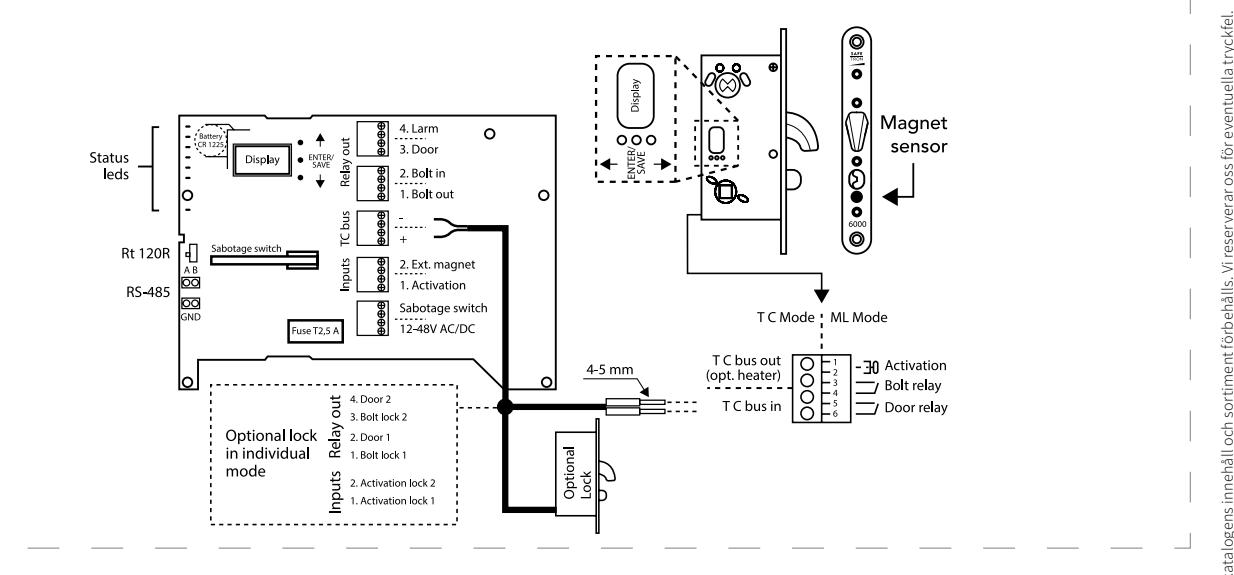 Status
leds
Battery
CR 1225
Display
ENTER/
SAVE
Relay out
4. Larm
3. Door
2. Bolt in
1. Bolt out
TC bus
-
+
Inputs
2. Ext. magnet
1. Activation
Sabotage switch
12-48V AC/DC
Rt 120R
Sabotage switch
A B
RS-485
GND
Fuse T2,5 A
Optional lock
in individual
mode
Relay out
4. Door 2
3. Bolt lock 2
2. Door 1
1. Bolt lock 1
Inputs
2. Activation lock 2
1. Activation lock 1
4-5 mm
Optional
Lock
Display
ENTER/
SAVE
SAFE
TRON
6000
Magnet
sensor
T C Mode
ML Mode
T C bus out
(opt. heater)
T C bus in
1
2
3
4
5
6
Activation
Bolt relay
Door relay
katalogens innehåll och sortiment förbehålls. Vi reserverar oss för eventuella tryckfel.